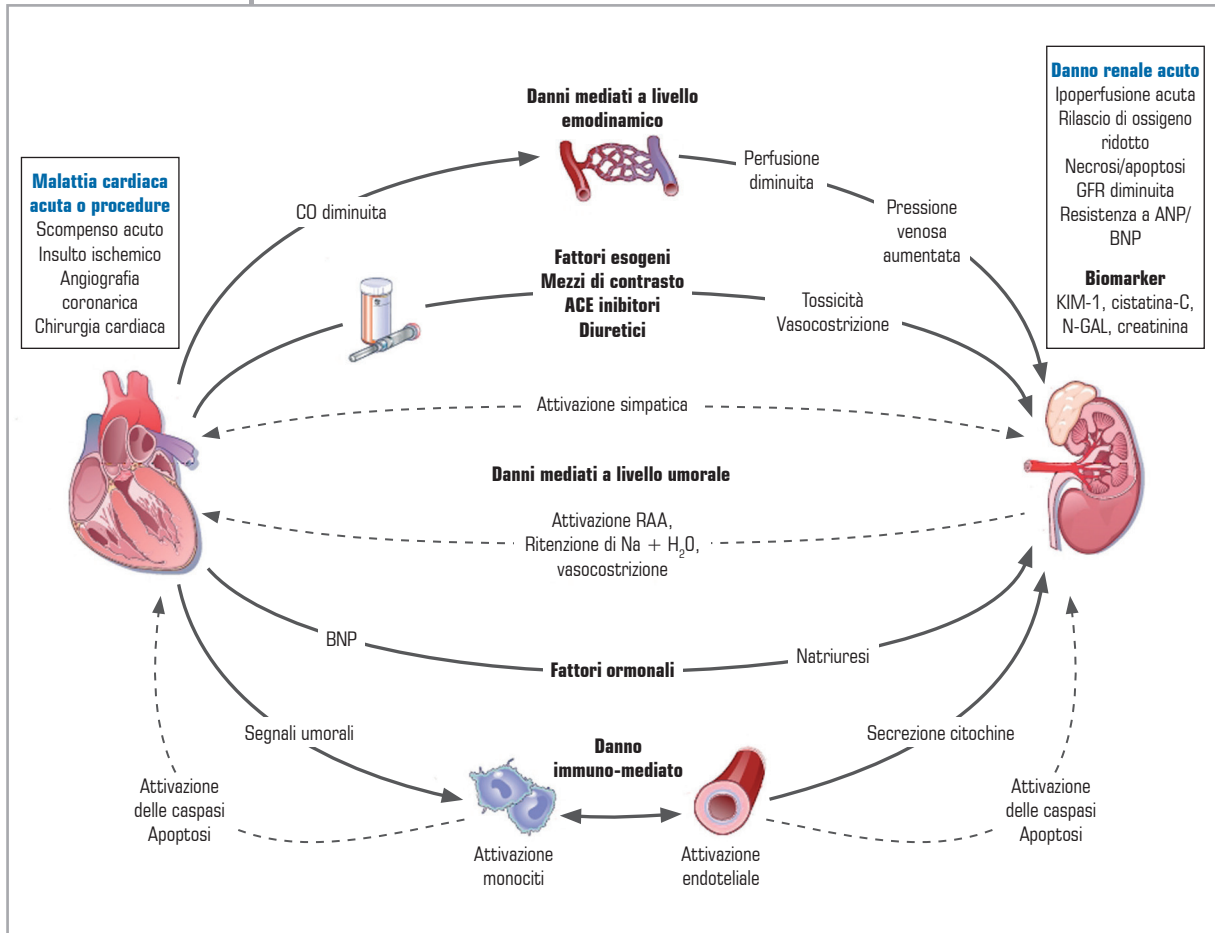 Danni mediati a livello
emodinamico
Malattia cardiaca
acuta o procedure
Scompenso acuto
Insulto ischemico
Angiografia
coronarica
Chirurgia cardiaca
Danno renale acuto
Ipoperfusione acuta
Rilascio di ossigeno
ridotto
Necrosi/apoptosi
GFR diminuita
Resistenza a ANP/
BNP
Biomarker
KIM-1, cistatina-C,
N-GAL, creatinina
CO diminuita
Perfusione
diminuita
Pressione
venosa
aumentata
Fattori esogeni
Mezzi di contrasto
ACE inibitori
Diuretici
Tossicità
Vasocostrizione
Attivazione simpatica
Danni mediati a livello umorale
Attivazione RAA,
Ritenzione di Na + H₂O,
vasocostrizione
BNP
Fattori ormonali
Natriuresi
Segnali umorali
Danno
immuno-mediato
Secrezione citochine
Attivazione
delle caspasi
Apoptosi
Attivazione
monociti
Attivazione
endoteliale
Attivazione
delle caspasi
Apoptosi